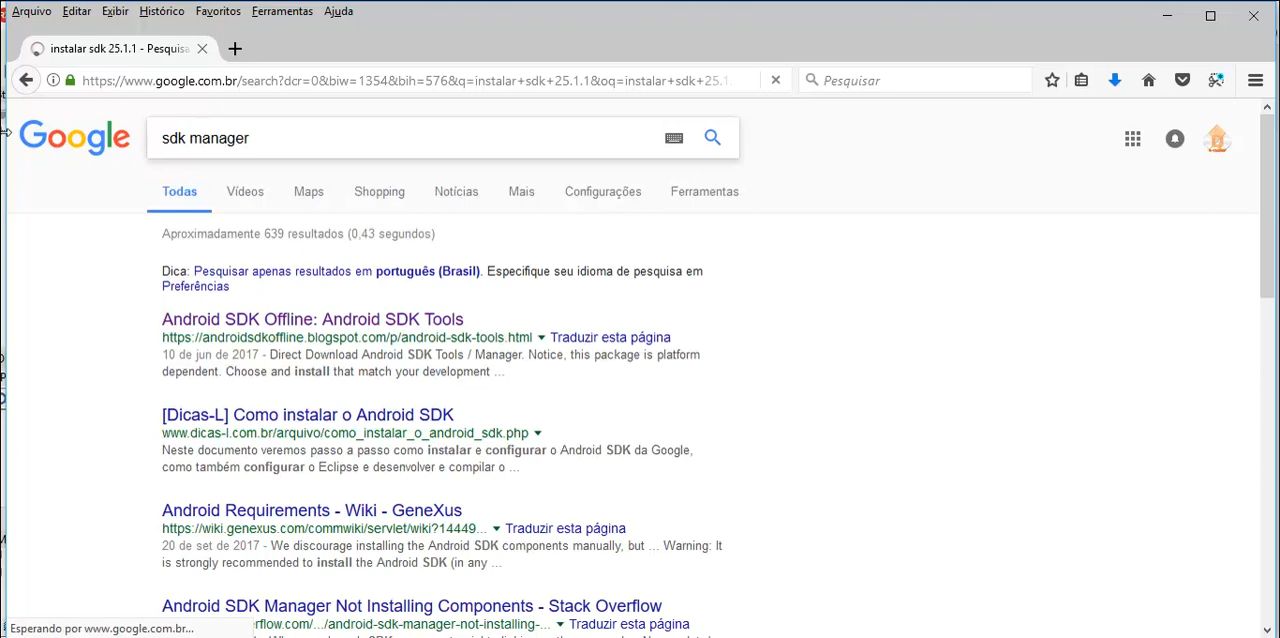 Arquivo Editar Exibir Histórico Favoritos Ferramentas Ajuda
instalar sdk 25.1.1 - Pesquisa
https://www.google.com.br/search?dcr=0&biw=1354&bih=576&q=instalar+sdk+25.1.1&oq=instalar+sdk+25.1. Pesquisar
Google sdk manager
Todas Vídeos Maps Shopping Notícias Mais Configurações Ferramentas
Aproximadamente 639 resultados (0,43 segundos)
Dica: Pesquisar apenas resultados em português (Brasil). Especifique seu idioma de pesquisa em
Preferências
Android SDK Offline: Android SDK Tools
https://androidsdkoffline.blogspot.com/p/android-sdk-tools.html Traduzir esta página
10 de jun de 2017 - Direct Download Android SDK Tools / Manager. Notice, this package is platform
dependent. Choose and install that match your development ...
[Dicas-L] Como instalar o Android SDK
www.dicas-l.com.br/arquivo/como_instalar_o_android_sdk.php
Neste documento veremos passo a passo como instalar e configurar o Android SDK da Google,
como também configurar o Eclipse e desenvolver e compilar o ...
Android Requirements - Wiki - GeneXus
https://wiki.genexus.com/commwiki/servlet/wiki?14449... Traduzir esta página
20 de set de 2017 - We discourage installing the Android SDK components manually, but ... Warning: It
is strongly recommended to install the Android SDK (in any ...
Android SDK Manager Not Installing Components - Stack Overflow
erflow.com/.../android-sdk-manager-not-installing-... Traduzir esta página
Esperando por www.google.com.br...